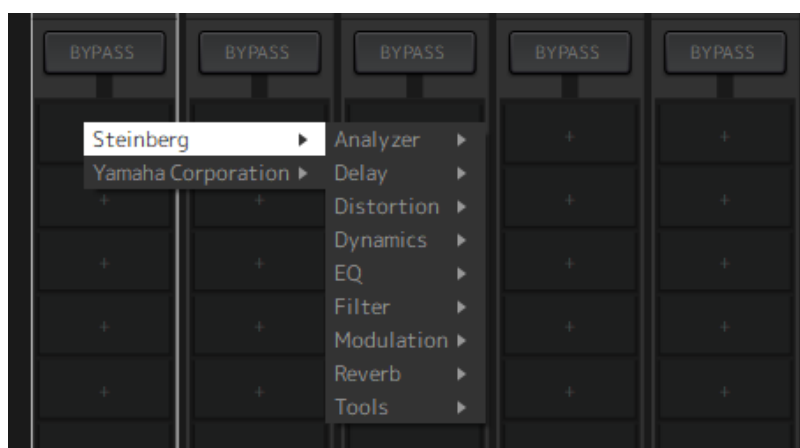 BYPASS BYPASS BYPASS BYPASS BYPASS
Steinberg
Yamaha Corporation
Analyzer
Delay
Distortion
Dynamics
EQ
Filter
Modulation
Reverb
Tools